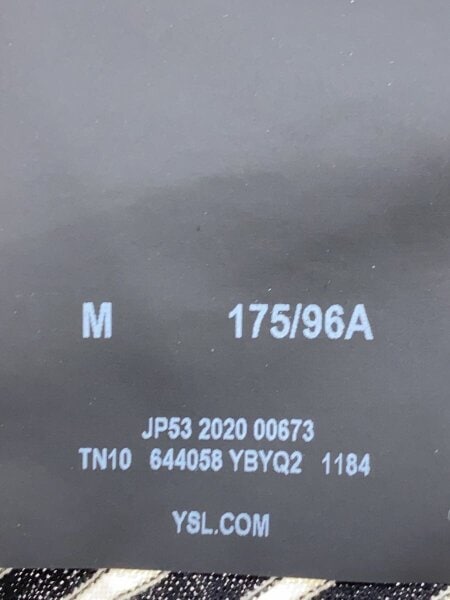 M 175/96A
JP53 2020 00673
TN10 644058 YBYQ2 1184
YSL.COM